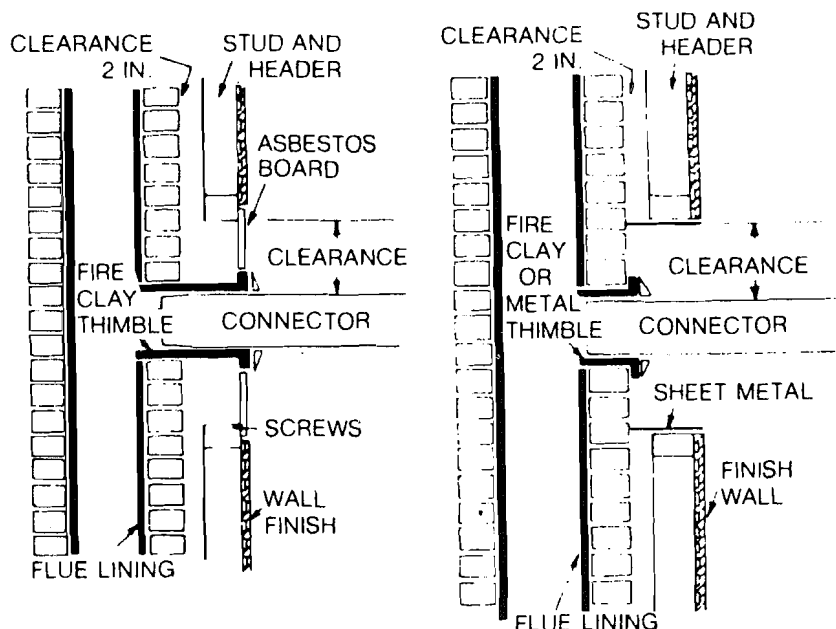 CLEARANCE
2 IN.
STUD AND
HEADER
ASBESTOS
BOARD
CLEARANCE
FIRE
CLAY
THIMBLE
CONNECTOR
SCREWS
WALL
FINISH
FLUE LINING
CLEARANCE
2 IN.
STUD AND
HEADER
FIRE
CLAY
OR
METAL
THIMBLE
CLEARANCE
CONNECTOR
SHEET METAL
FINISH
WALL
FLUE LINING